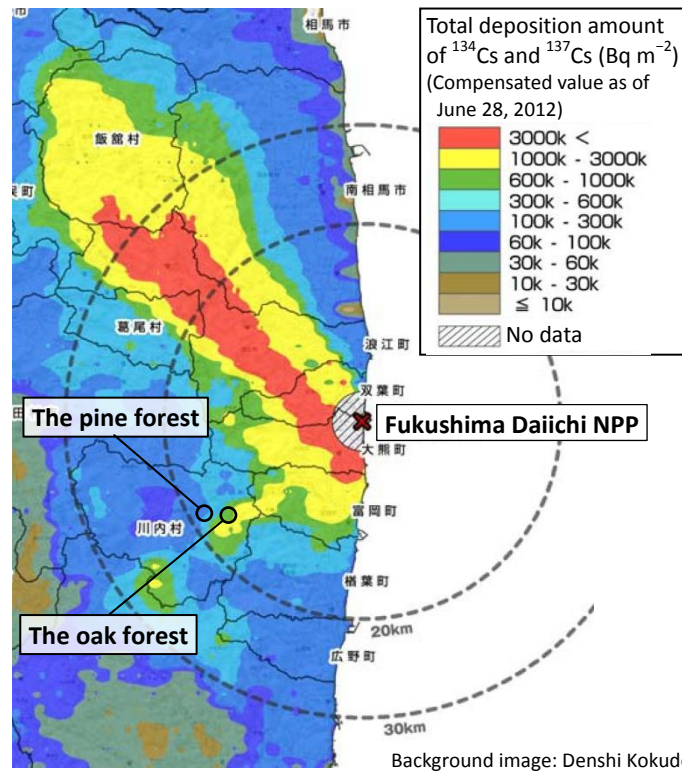 相馬市
Total deposition amount
of ¹³⁴Cs and ¹³⁷Cs (Bq m⁻²)
(Compensated value as of
June 28, 2012)
3000k <
1000k - 3000k
600k - 1000k
300k - 600k
100k - 300k
60k - 100k
30k - 60k
10k - 30k
≦ 10k
No data
飯舘村
南相馬市
葛尾村
浪江町
双葉町
The pine forest
Fukushima Daiichi NPP
大熊町
富岡町
川内村
楢葉町
The oak forest
20km
広野町
30km
Background image: Denshi Kokud